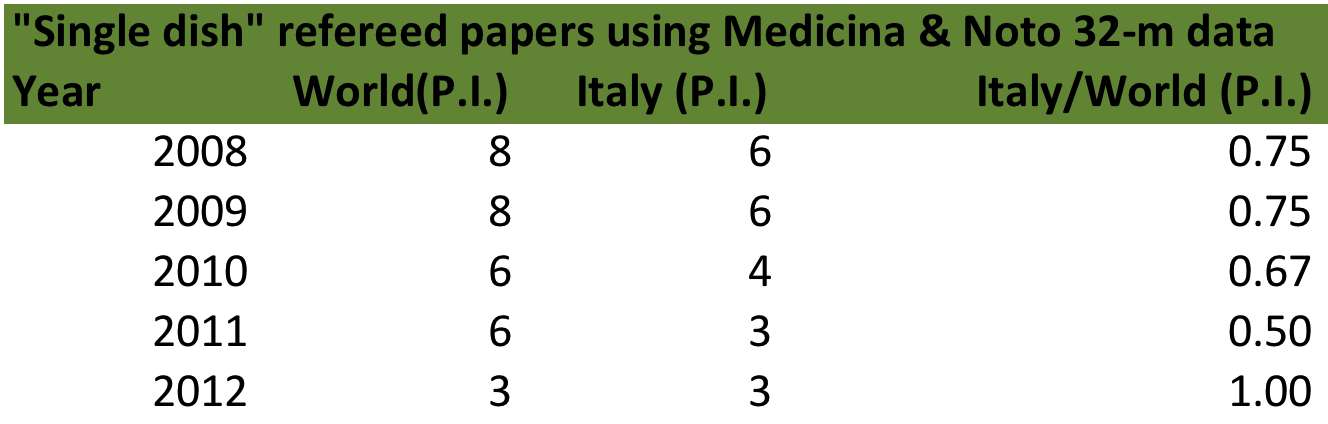 "Single dish" refereed papers using Medicina & Noto 32-m data
Year World(P.I.) Italy (P.I.) Italy/World (P.I.)
2008 8 6 0.75
2009 8 6 0.75
2010 6 4 0.67
2011 6 3 0.50
2012 3 3 1.00